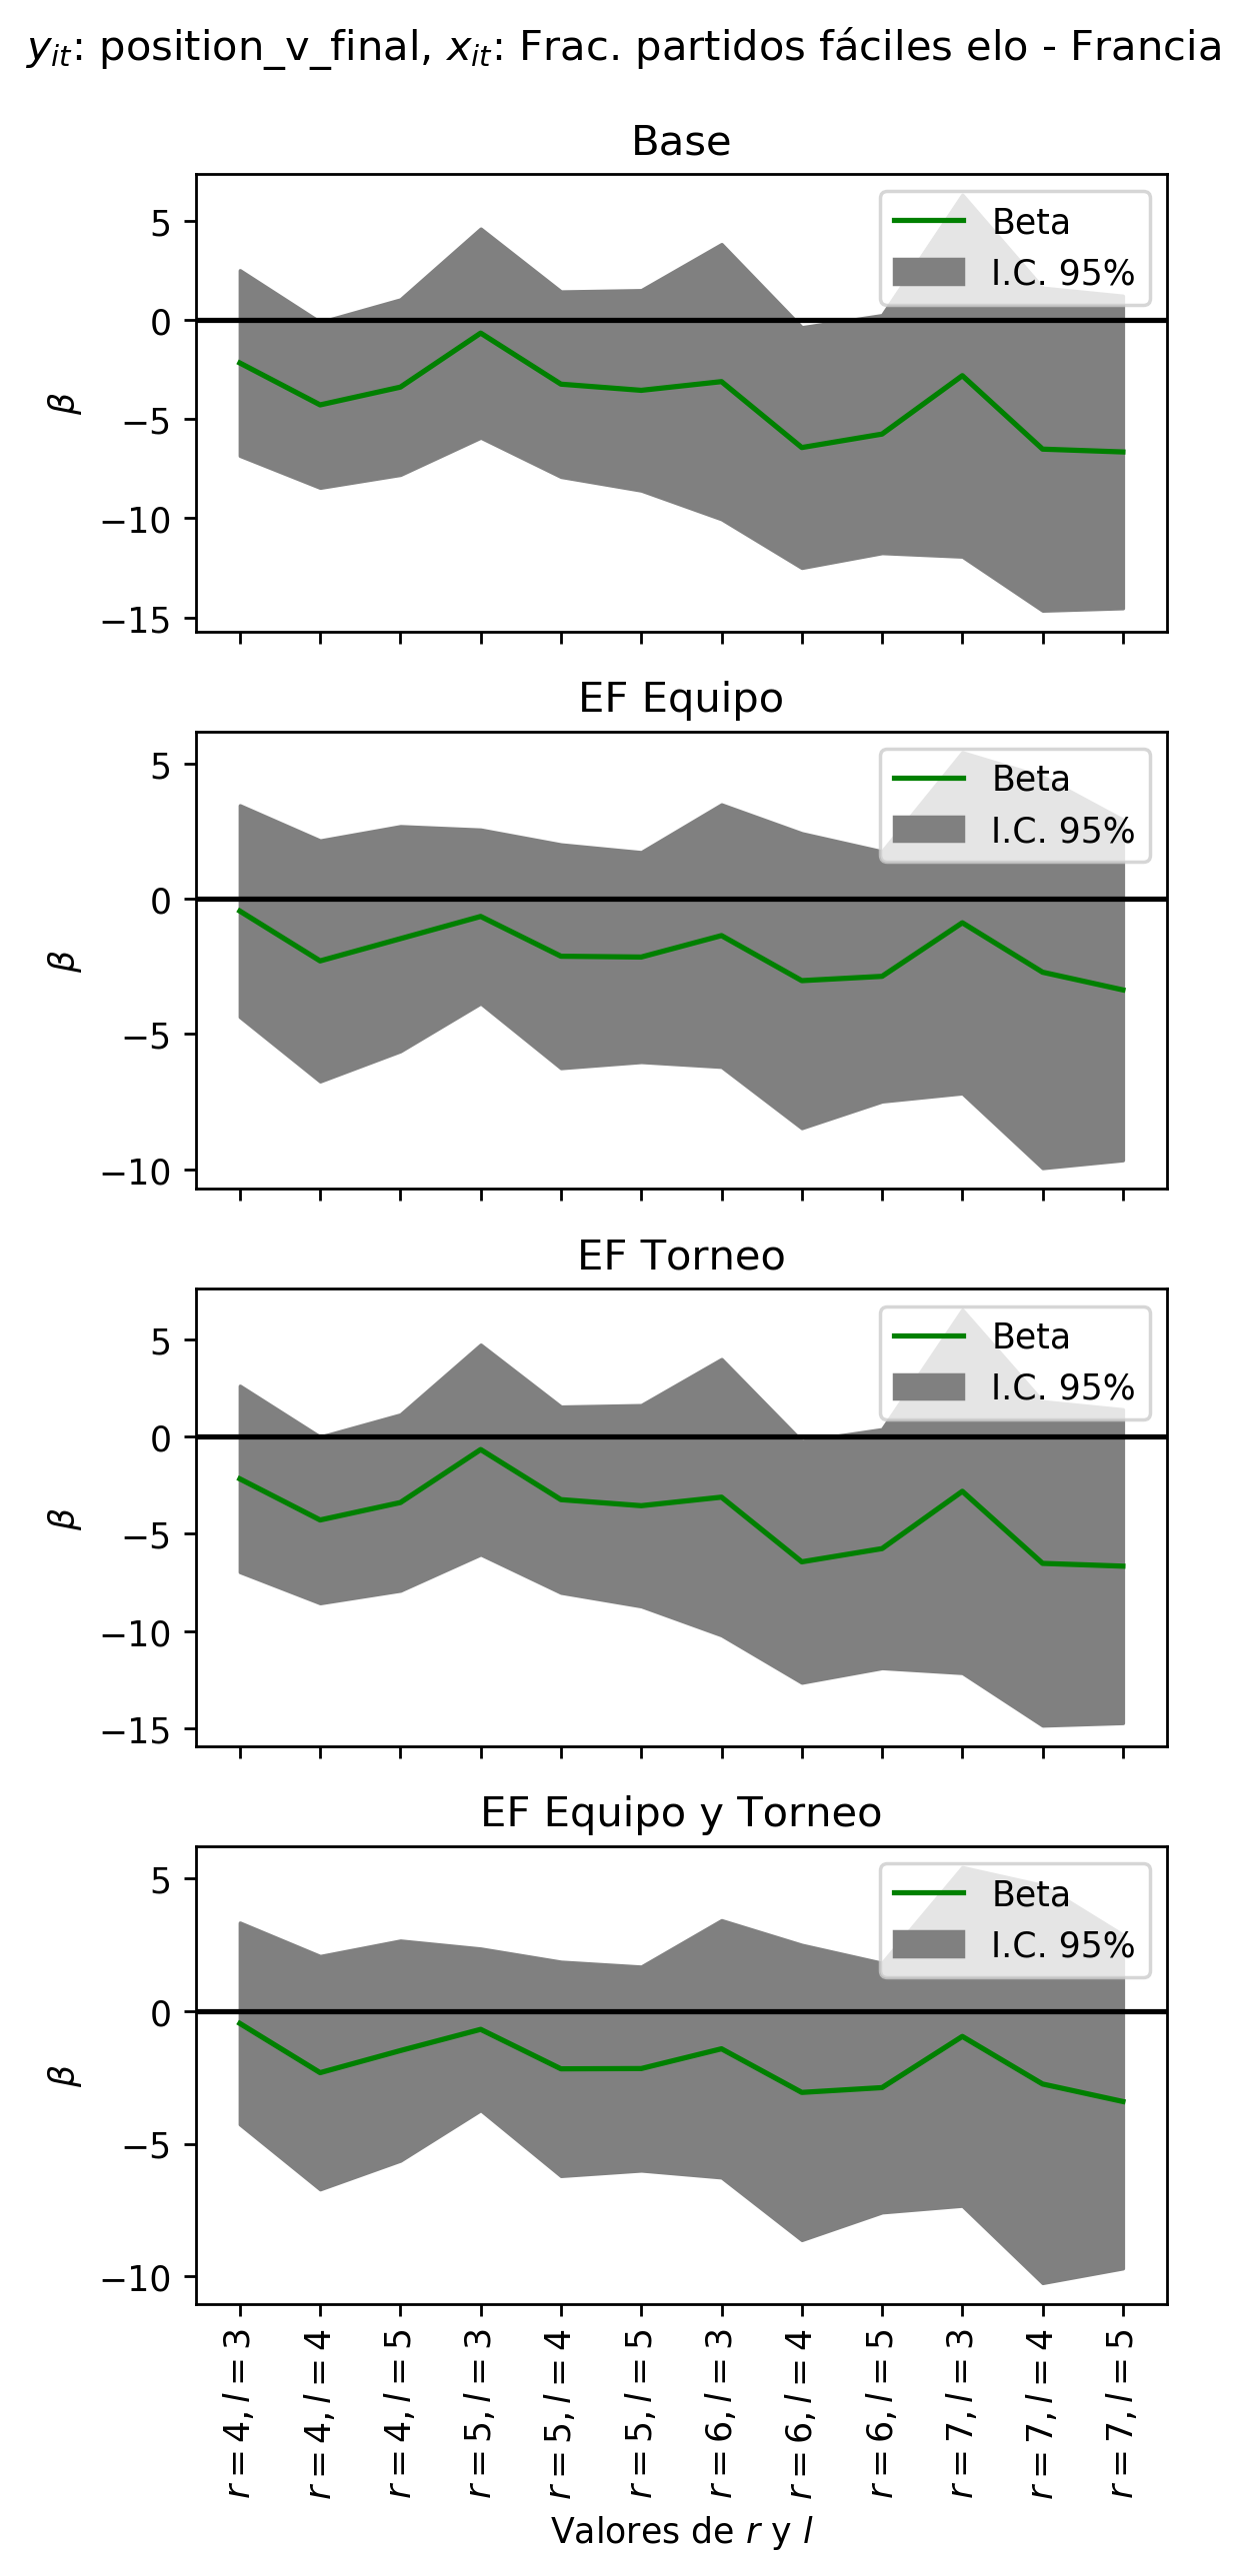 y_it: position_v_final, x_it: Frac. partidos fáciles elo - Francia
Base
Beta
I.C. 95%
5
0
−5
−10
−15
β
EF Equipo
Beta
I.C. 95%
5
0
−5
−10
β
EF Torneo
Beta
I.C. 95%
5
0
−5
−10
−15
β
EF Equipo y Torneo
Beta
I.C. 95%
5
0
−5
−10
β
r = 4, l = 3
r = 4, l = 4
r = 4, l = 5
r = 5, l = 3
r = 5, l = 4
r = 5, l = 5
r = 6, l = 3
r = 6, l = 4
r = 6, l = 5
r = 7, l = 3
r = 7, l = 4
r = 7, l = 5
Valores de r y l